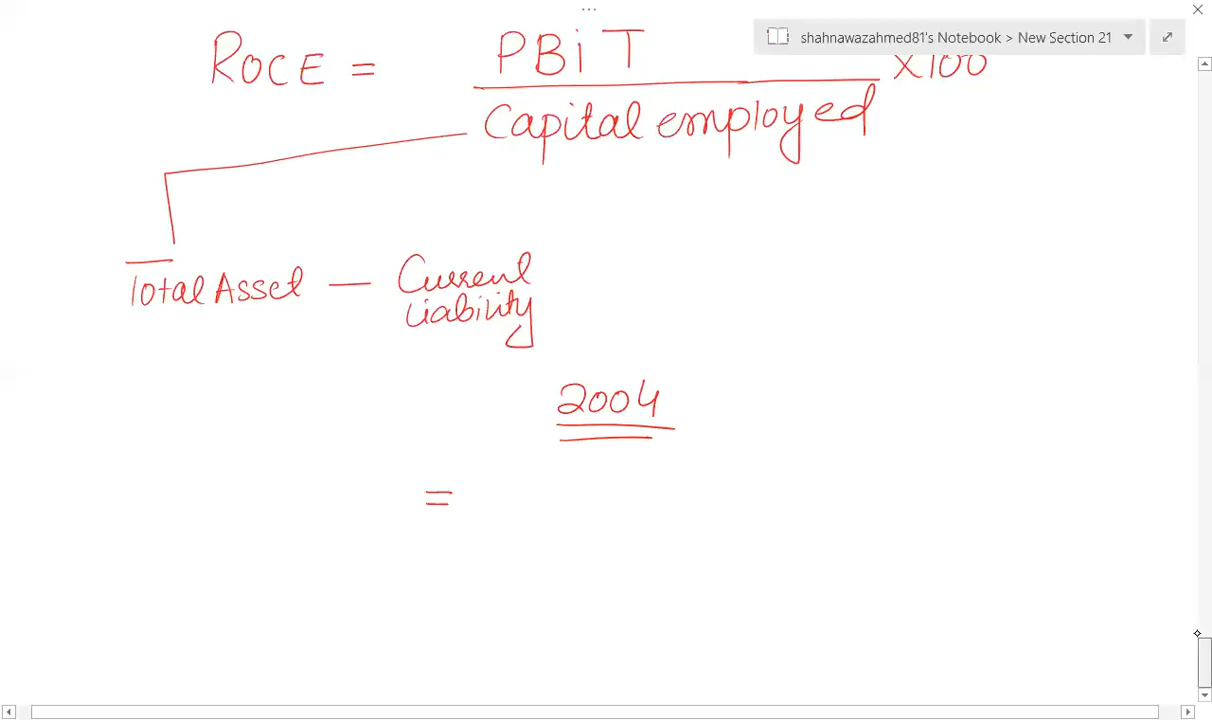 shahnawazahmed81's Notebook > New Section 21
ROCE = PBiT X100
Capital employed
Total Asset — Current
Liability
2004
=